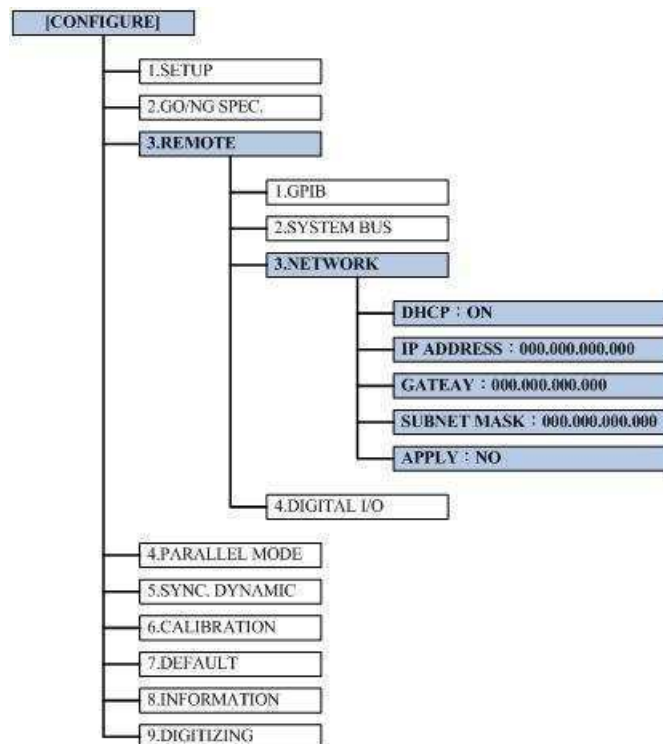 [CONFIGURE]
1.SETUP
2.GO/NG SPEC.
3.REMOTE
1.GPIB
2.SYSTEM BUS
3.NETWORK
DHCP：ON
IP ADDRESS：000.000.000.000
GATEAY：000.000.000.000
SUBNET MASK：000.000.000.000
APPLY：NO
4.DIGITAL I/O
4.PARALLEL MODE
5.SYNC. DYNAMIC
6.CALIBRATION
7.DEFAULT
8.INFORMATION
9.DIGITIZING